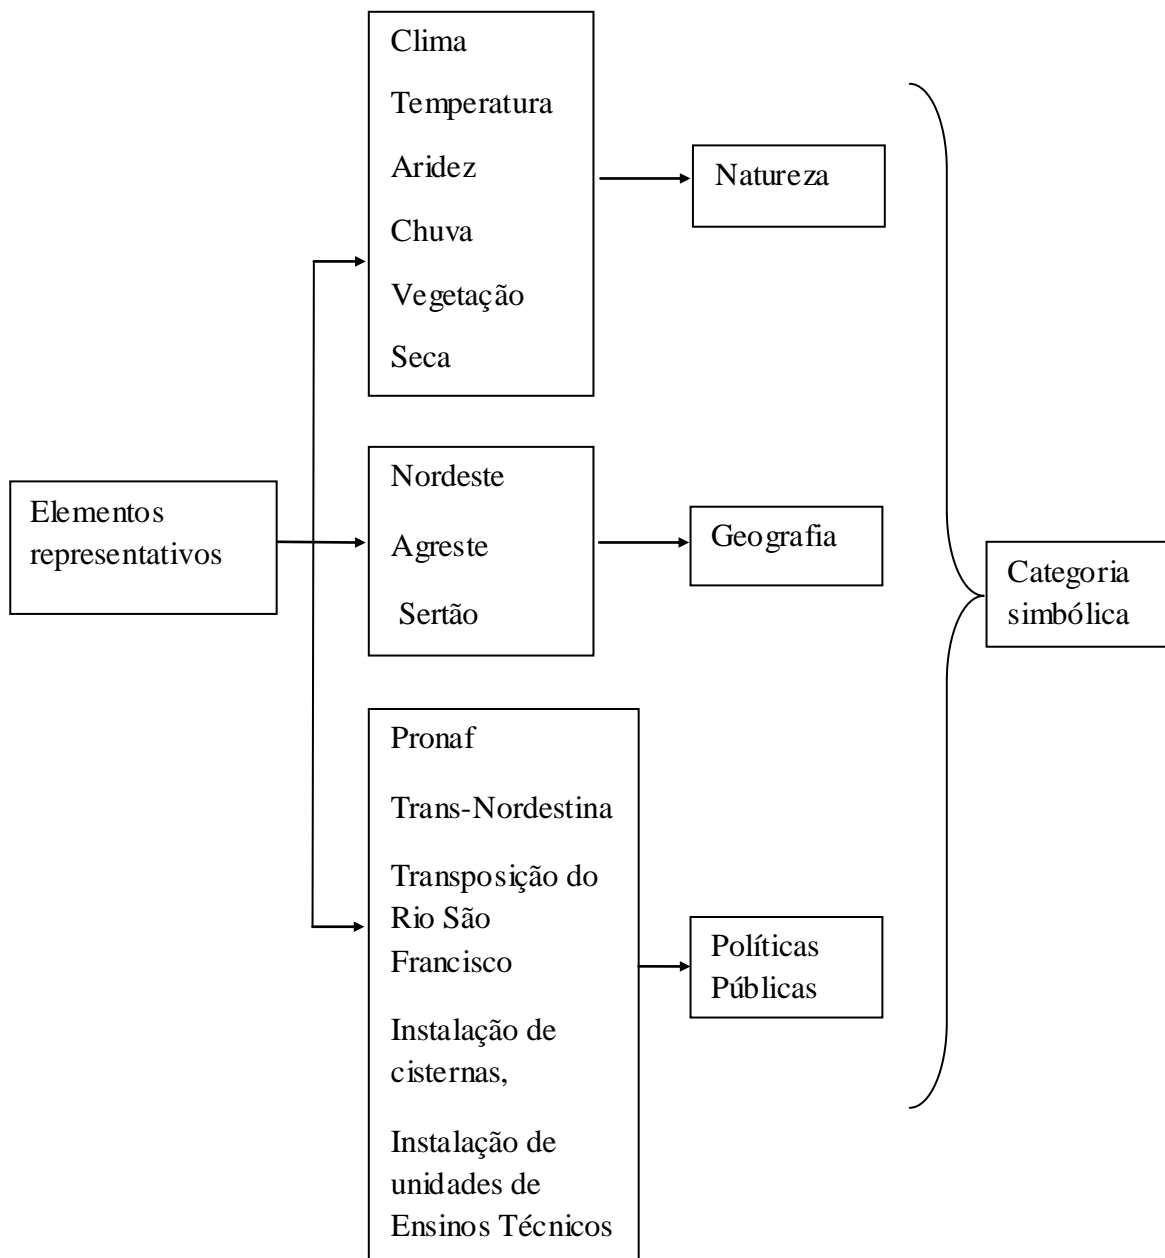 Clima
Temperatura
Aridez
Chuva
Vegetação
Seca
Natureza
Elementos
representativos
Nordeste
Agreste
Sertão
Geografia
Categoria
simbólica
Pronaf
Trans-Nordestina
Transposição do
Rio São
Francisco
Instalação de
cisternas,
Instalação de
unidades de
Ensinos Técnicos
Políticas
Públicas